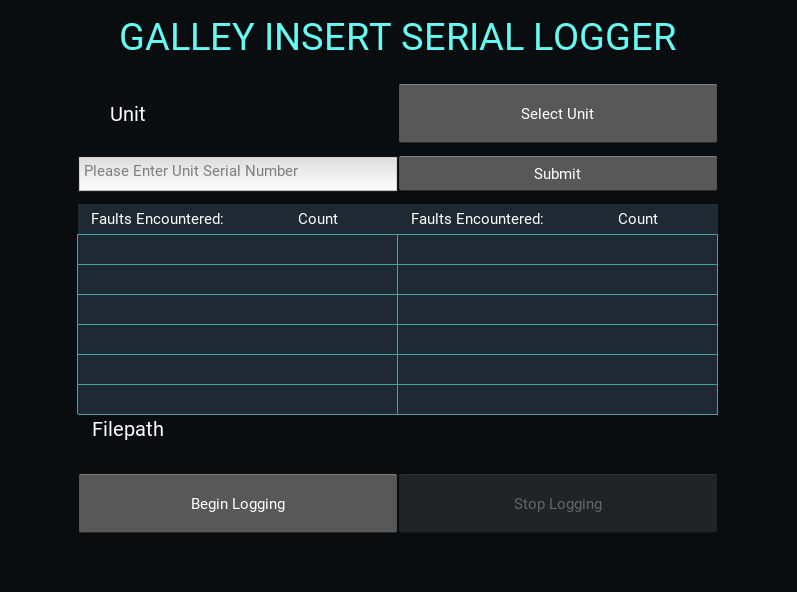 GALLEY INSERT SERIAL LOGGER
Unit
Select Unit
Please Enter Unit Serial Number
Submit
Faults Encountered: Count Faults Encountered: Count
Filepath
Begin Logging
Stop Logging